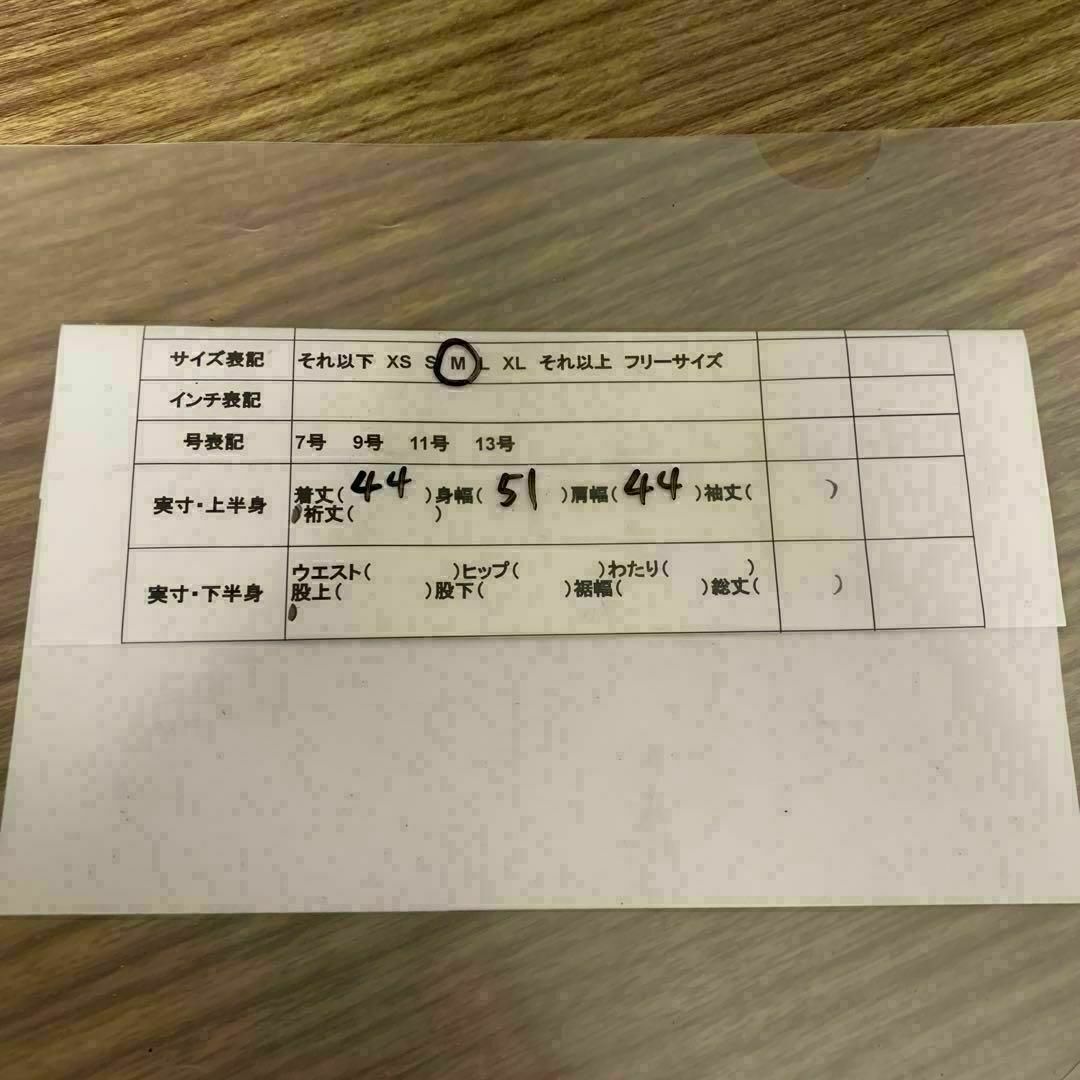 サイズ表記 それ以下 XS S M L XL それ以上 フリーサイズ
インチ表記
号表記 7号 9号 11号 13号
実寸・上半身 着丈( 44 )身幅( 51 )肩幅( 44 )袖丈( )
)裄丈( )
実寸・下半身 ウエスト( )ヒップ( )わたり( )
股上( )股下( )裾幅( )総丈( )
)